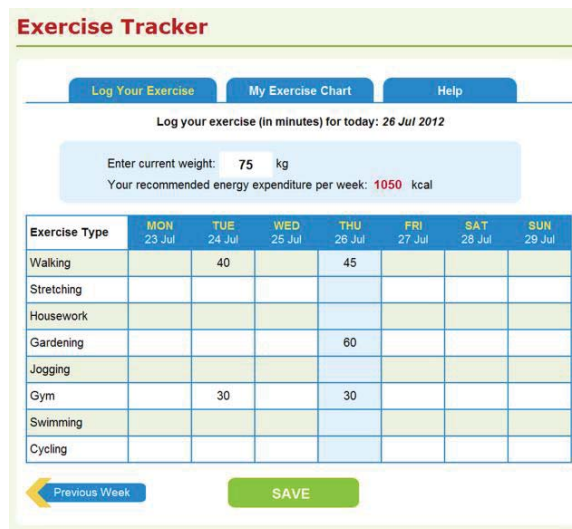 Exercise Tracker
Log Your Exercise My Exercise Chart Help
Log your exercise (in minutes) for today: 26 Jul 2012
Enter current weight: 75 kg
Your recommended energy expenditure per week: 1050 kcal
Exercise Type MON TUE WED THU FRI SAT SUN
23 Jul 24 Jul 25 Jul 26 Jul 27 Jul 28 Jul 29 Jul
Walking 40 45
Stretching
Housework
Gardening 60
Jogging
Gym 30 30
Swimming
Cycling
Previous Week SAVE